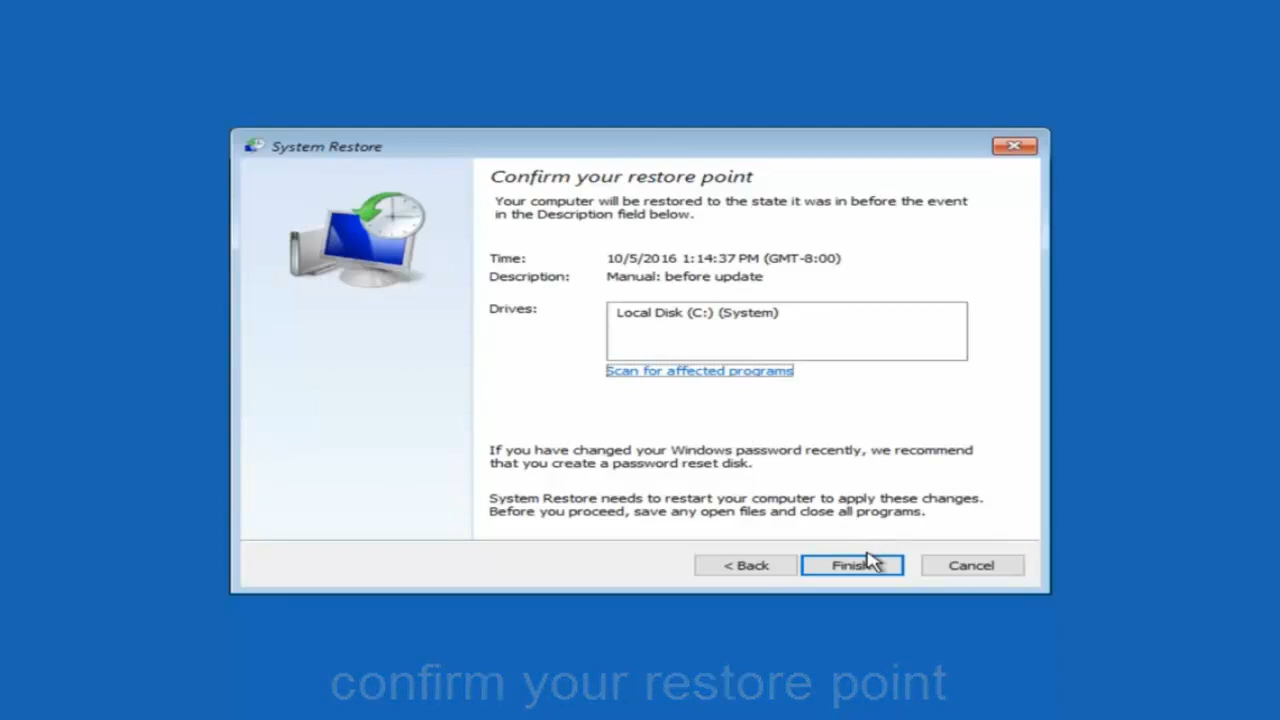 System Restore
Confirm your restore point
Your computer will be restored to the state it was in before the event
in the Description field below.
Time: 10/5/2016 1:14:37 PM (GMT-8:00)
Description: Manual: before update
Drives: Local Disk (C:) (System)
Scan for affected programs
If you have changed your Windows password recently, we recommend
that you create a password reset disk.
System Restore needs to restart your computer to apply these changes.
Before you proceed, save any open files and close all programs.
< Back Finish Cancel
confirm your restore point